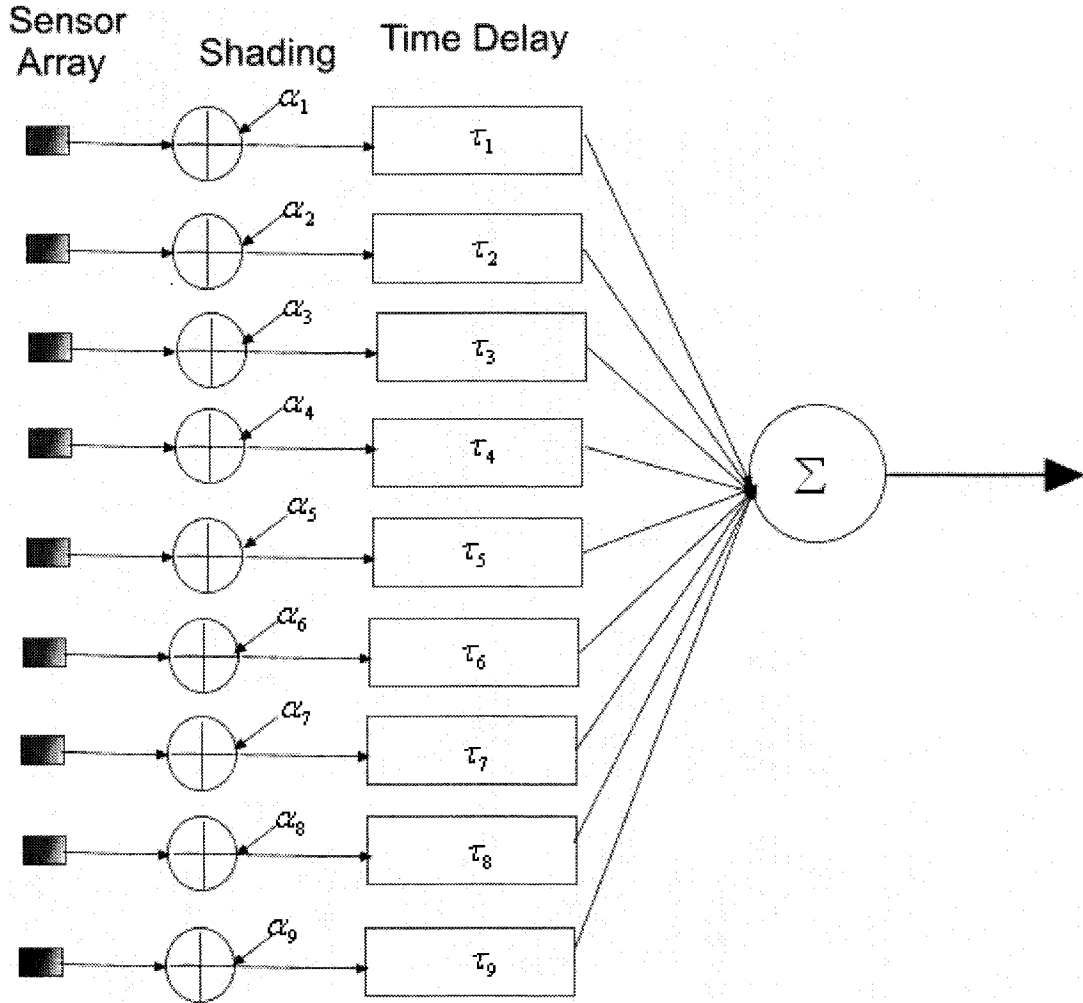 Sensor
Array
Shading
Time Delay
α₁
τ₁
α₂
τ₂
α₃
τ₃
α₄
τ₄
α₅
τ₅
α₆
τ₆
α₇
τ₇
α₈
τ₈
α₉
τ₉
Σ